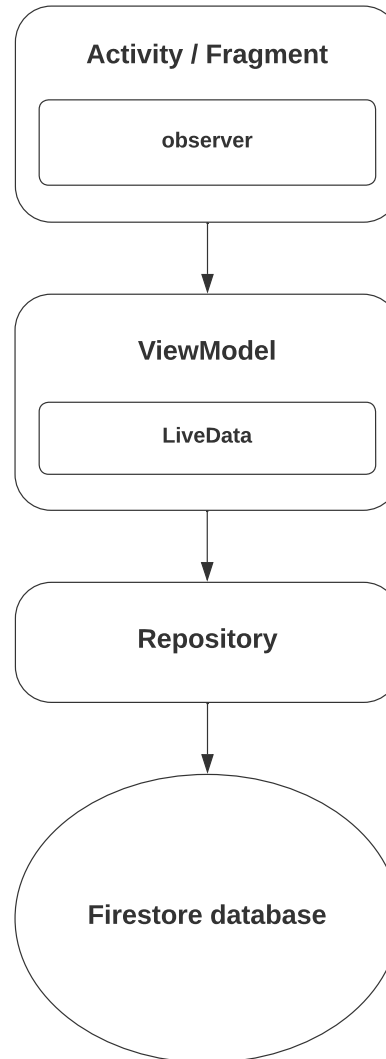 Activity / Fragment
observer
ViewModel
LiveData
Repository
Firestore database